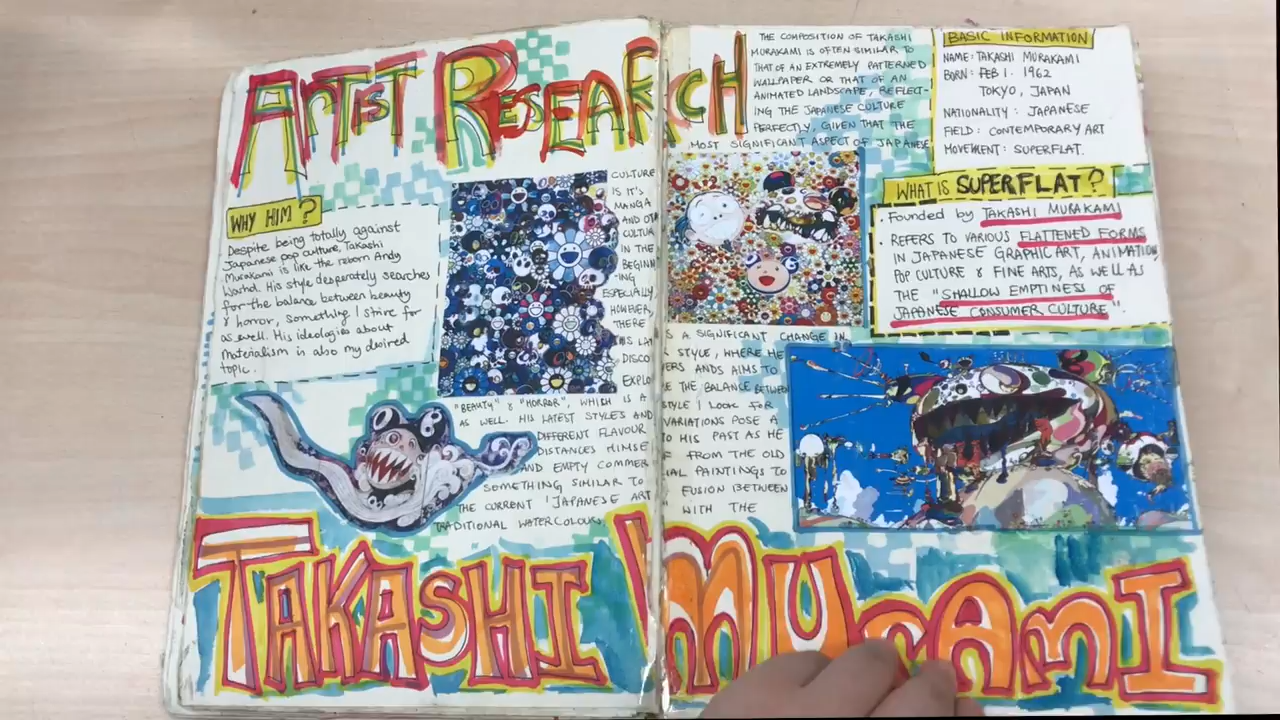 ARTIST RESEARCH
WHY HIM?
Despite being totally against
Japanese pop culture, Takashi
Murakami is like the reborn Andy
Warhol. His style desperately searches
for the balance between beauty
& horror, something I strive for
as well. His ideologies about
materialism is also my desired
topic.
THE COMPOSITION OF TAKASHI
MURAKAMI IS OFTEN SIMILAR TO
THAT OF AN EXTREMELY PATTERNED
WALLPAPER OR THAT OF AN
ANIMATED LANDSCAPE, REFLECT-
ING THE JAPANESE CULTURE
PERFECTLY, GIVEN THAT THE
MOST SIGNIFICANT ASPECT OF JAPANESE
CULTURE
IS IT'S
MANGA
AND
CULTUR
IN THE
BEGINN
-ING
ESPECIALLY,
HOWEVER,
THERE
S A SIGNIFICANT CHANGE IN
STYLE, WHERE HE
DISCO
VERS ANDS AIMS TO
EXPLO
E THE BALANCE BETWEEN
"BEAUTY" & "HORROR", WHICH IS A
STYLE I LOOK FOR
AS WELL. HIS LATEST STYLES AND
VARIATIONS POSE A
DIFFERENT FLAVOUR
TO HIS PAST AS HE
DISTANCES HIMSE
F FROM THE OLD
AND EMPTY COMMER
IAL PAINTINGS TO
SOMETHING SIMILAR TO
FUSION BETWEEN
THE CURRENT JAPANESE ART
WITH THE
TRADITIONAL WATERCOLOURS.
BASIC INFORMATION
NAME: TAKASHI MURAKAMI
BORN: FEB 1. 1962
TOKYO, JAPAN
NATIONALITY: JAPANESE
FIELD: CONTEMPORARY ART
MOVEMENT: SUPERFLAT.
WHAT IS SUPERFLAT?
· Founded by TAKASHI MURAKAMI
· REFERS TO VARIOUS FLATTENED FORMS
IN JAPANESE GRAPHIC ART, ANIMATION
POP CULTURE & FINE ARTS, AS WELL AS
THE "SHALLOW EMPTINESS OF
JAPANESE CONSUMER CULTURE".
TAKASHI MURAMI